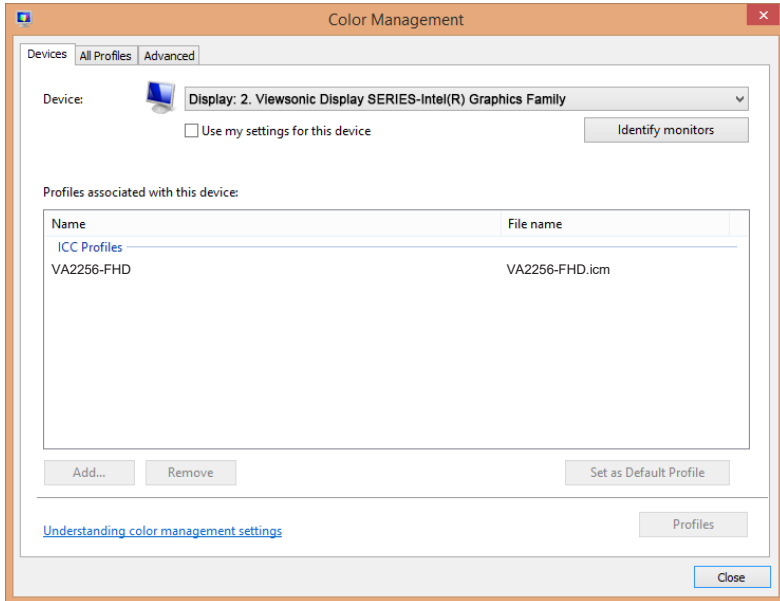 Color Management
Devices All Profiles Advanced
Device: Display: 2. Viewsonic Display SERIES-Intel(R) Graphics Family
Use my settings for this device Identify monitors
Profiles associated with this device:
Name File name
ICC Profiles
VA2256-FHD VA2256-FHD.icm
Add... Remove Set as Default Profile
Understanding color management settings Profiles
Close